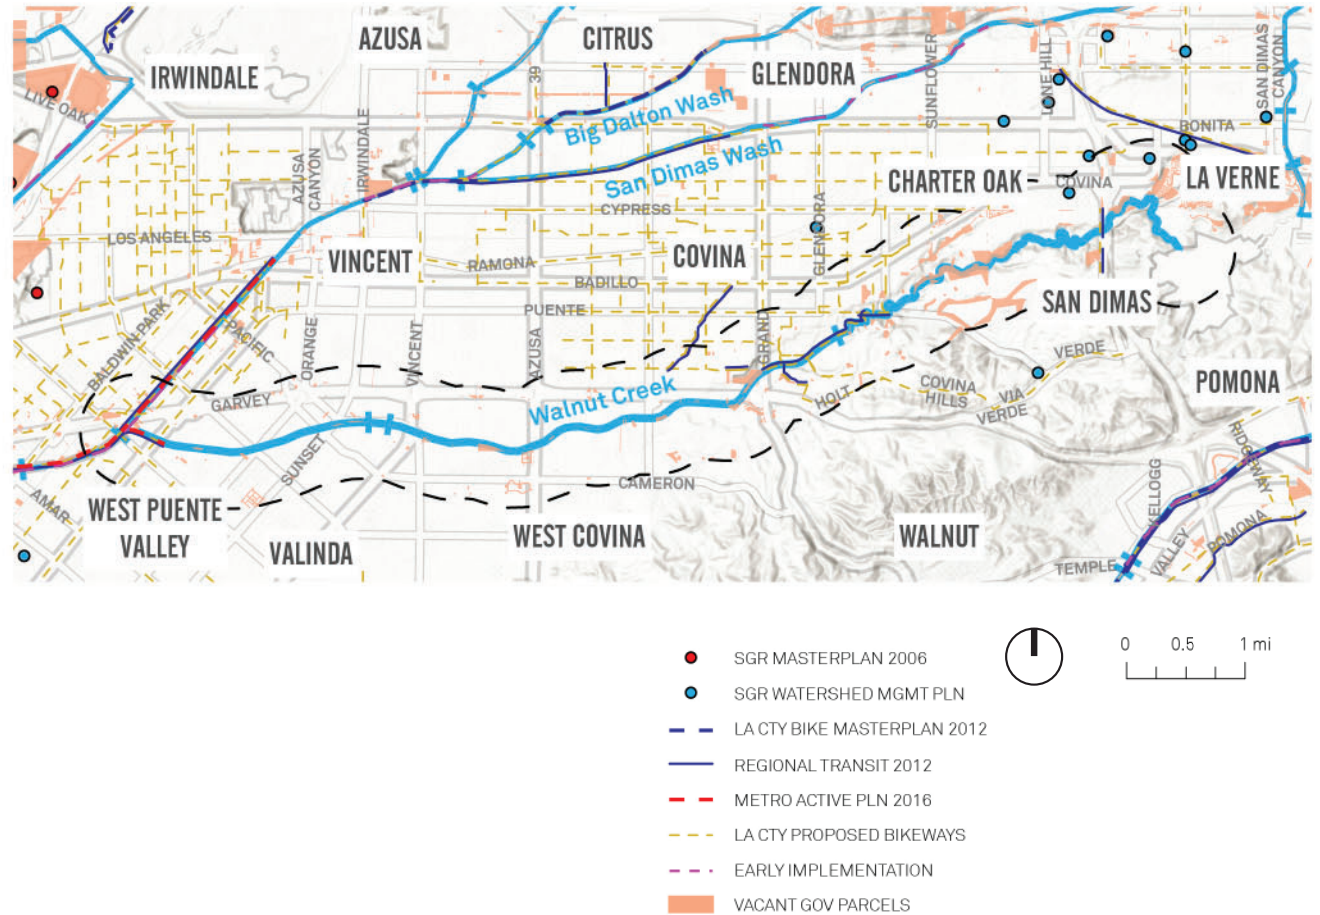 AZUSA
CITRUS
IRWINDALE
GLENDORA
39
SUNFLOWER
LONE HILL
SAN DIMAS
CANYON
LIVE OAK
IRWINDALE
Big Dalton Wash
BONITA
AZUSA
CANYON
San Dimas Wash
CHARTER OAK
COVINA
LA VERNE
CYPRESS
GLENDORA
LOS ANGELES
VINCENT
RAMONA
COVINA
BADILLO
PUENTE
SAN DIMAS
BALDWIN PARK
PACIFIC
ORANGE
VINCENT
AZUSA
GRAND
VERDE
POMONA
GARVEY
Walnut Creek
HOLT
COVINA
HILLS
VIA
VERDE
SUNSET
RIDGEWAY
CAMERON
KELLOGG
AMAR
WEST PUENTE
VALLEY
VALINDA
WEST COVINA
WALNUT
POMONA
VALLEY
TEMPLE
SGR MASTERPLAN 2006
SGR WATERSHED MGMT PLN
LA CTY BIKE MASTERPLAN 2012
REGIONAL TRANSIT 2012
METRO ACTIVE PLN 2016
LA CTY PROPOSED BIKEWAYS
EARLY IMPLEMENTATION
VACANT GOV PARCELS
0 0.5 1 mi